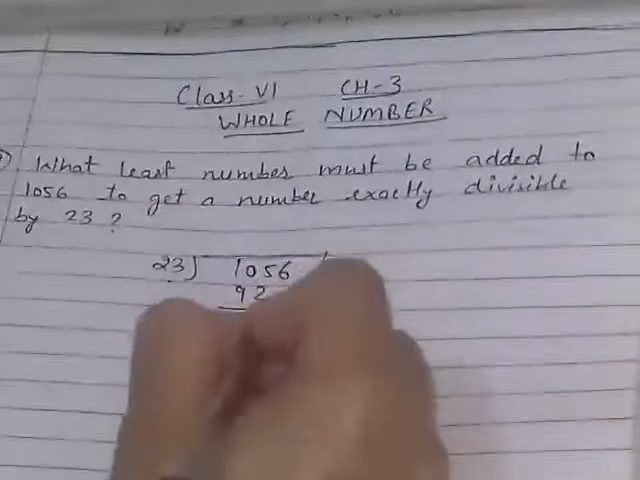 Class-VI CH-3
WHOLE NUMBER
What least number must be added to
1056 to get a number exactly divisible
by 23 ?
23) 1056
92